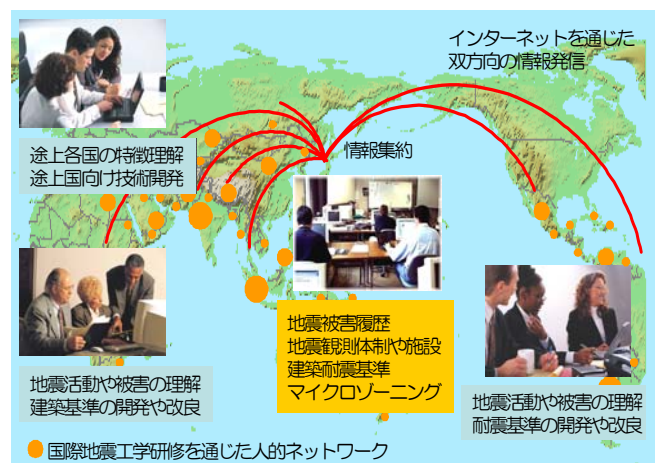 インターネットを通じた
双方向の情報発信
途上各国の特徴理解
途上国向け技術開発
情報集約
地震被害履歴
地震観測体制や施設
建築耐震基準
マイクロゾーニング
地震活動や被害の理解
建築基準の開発や改良
地震活動や被害の理解
耐震基準の開発や改良
国際地震工学研修を通じた人的ネットワーク